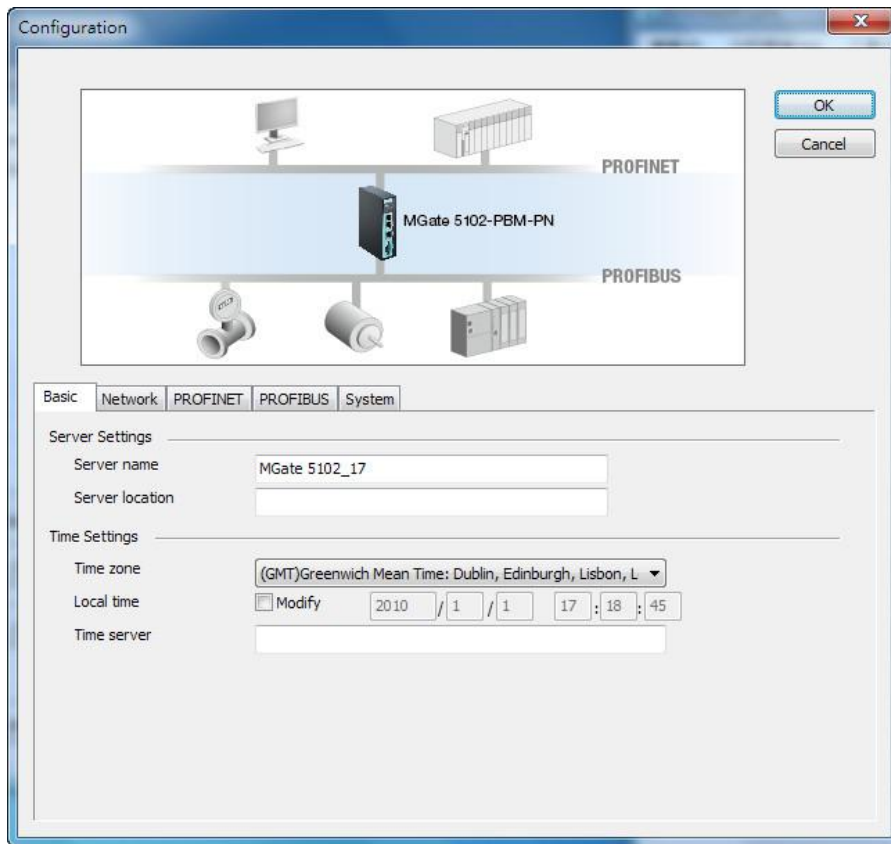 Configuration
OK
Cancel
PROFINET
MGate 5102-PBM-PN
PROFIBUS
Basic Network PROFINET PROFIBUS System
Server Settings
Server name MGate 5102_17
Server location
Time Settings
Time zone (GMT)Greenwich Mean Time: Dublin, Edinburgh, Lisbon, L
Local time Modify 2010 / 1 / 1 17 : 18 : 45
Time server